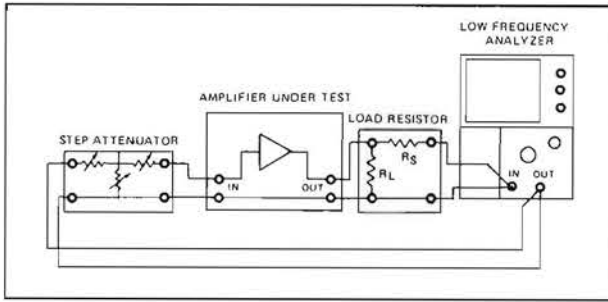 LOW FREQUENCY
ANALYZER
AMPLIFIER UNDER TEST
LOAD RESISTOR
STEP ATTENUATOR
RS
RL
IN
OUT
IN
OUT